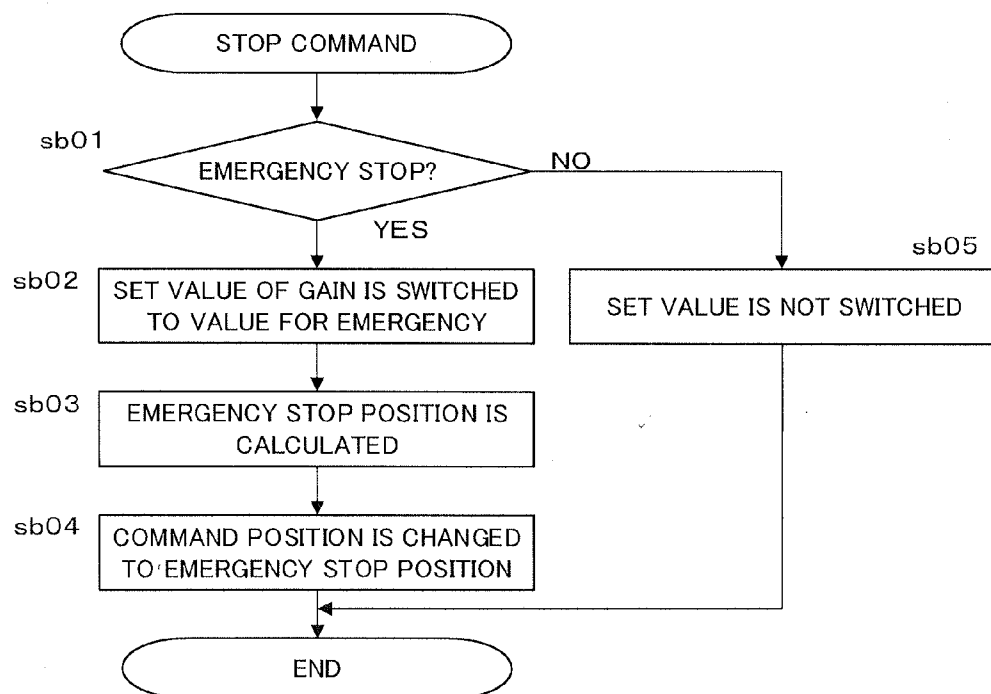 STOP COMMAND
sb01
EMERGENCY STOP?
NO
YES
sb02
SET VALUE OF GAIN IS SWITCHED
TO VALUE FOR EMERGENCY
sb05
SET VALUE IS NOT SWITCHED
sb03
EMERGENCY STOP POSITION IS
CALCULATED
sb04
COMMAND POSITION IS CHANGED
TO EMERGENCY STOP POSITION
END